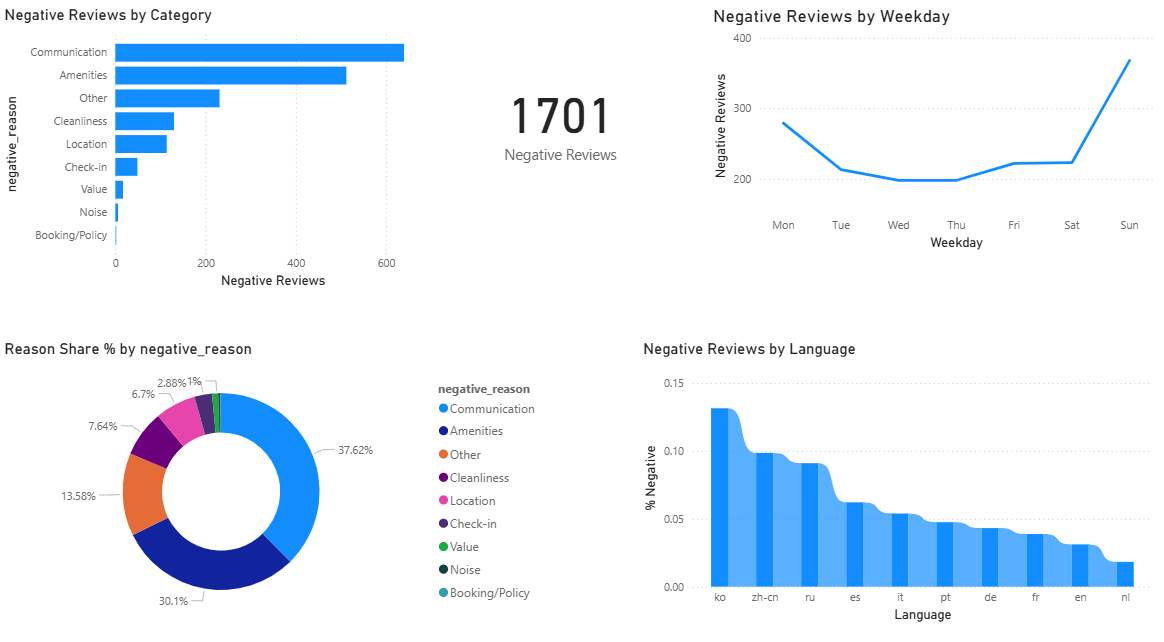 Negative Reviews by Category
negative_reason
Communication
Amenities
Other
Cleanliness
Location
Check-in
Value
Noise
Booking/Policy
0 200 400 600
Negative Reviews
1701
Negative Reviews
Negative Reviews by Weekday
Negative Reviews
400
300
200
Mon Tue Wed Thu Fri Sat Sun
Weekday
Reason Share % by negative_reason
37.62%
30.1%
13.58%
7.64%
6.7%
2.88%
1%
negative_reason
Communication
Amenities
Other
Cleanliness
Location
Check-in
Value
Noise
Booking/Policy
Negative Reviews by Language
% Negative
0.15
0.10
0.05
0.00
ko zh-cn ru es it pt de fr en nl
Language